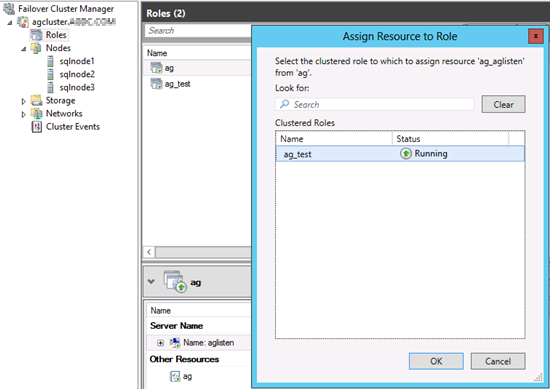 Failover Cluster Manager
agcluster.
Roles
Nodes
sqlnode1
sqlnode2
sqlnode3
Storage
Networks
Cluster Events
Roles (2)
Search
Name
ag
ag_test
ag
Name
Server Name
Name: aglisten
Other Resources
ag
Assign Resource to Role
x
Select the clustered role to which to assign resource 'ag_aglisten'
from 'ag'.
Look for:
Search
Clear
Clustered Roles
Name Status
ag_test Running
OK Cancel